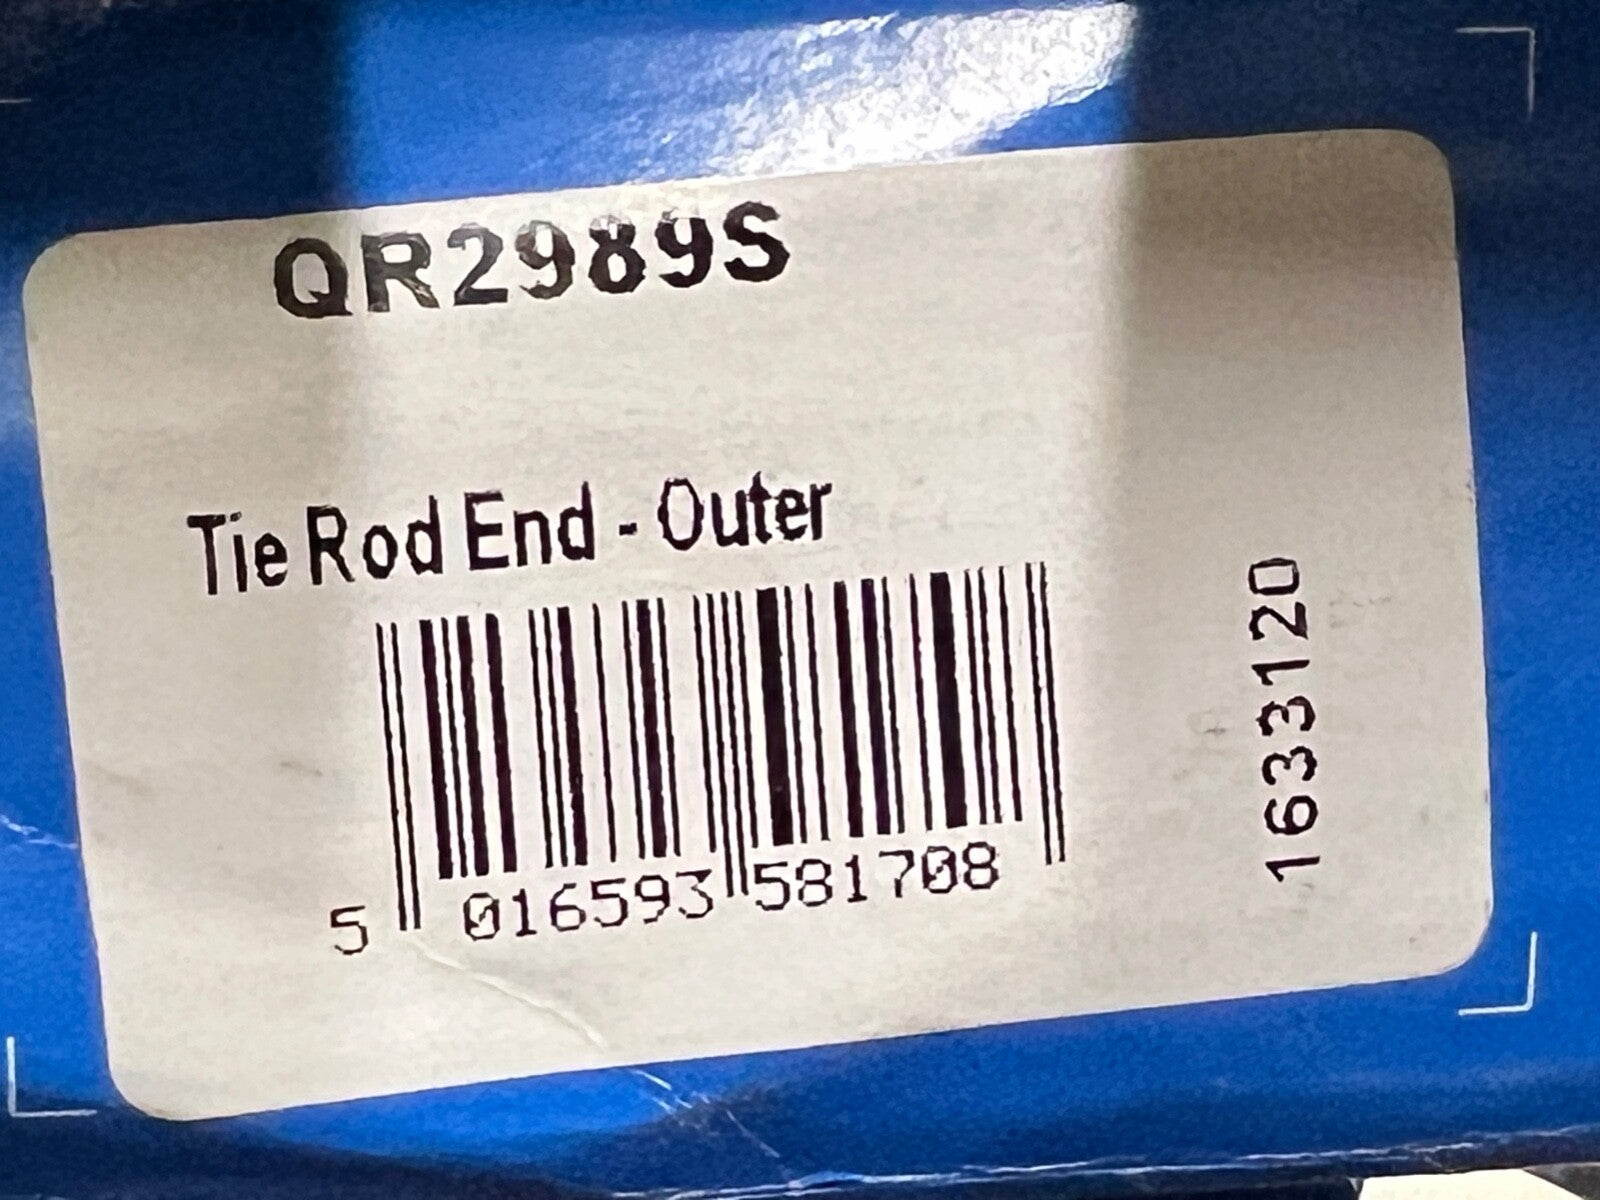 QR2989S
Tie Rod End - Outer
5 016593 581708
1633120